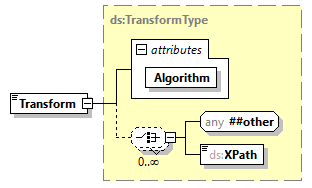 ds:TransformType
attributes
Algorithm
Transform
any ##other
0..∞
ds:XPath